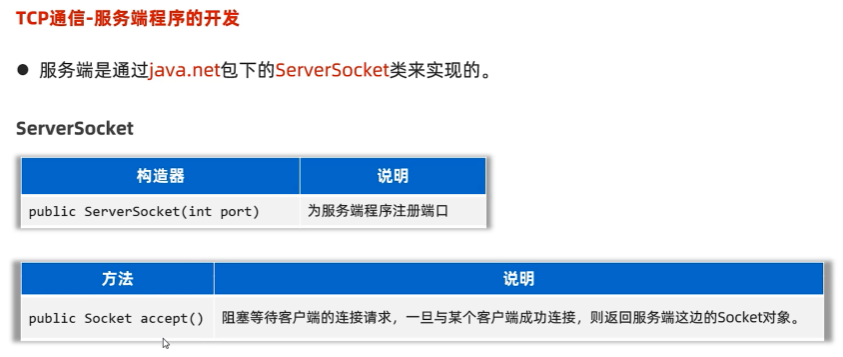 TCP通信-服务端程序的开发
● 服务端是通过java.net包下的ServerSocket类来实现的。
ServerSocket
构造器 说明
public ServerSocket(int port) 为服务端程序注册端口
方法 说明
public Socket accept() 阻塞等待客户端的连接请求，一旦与某个客户端成功连接，则返回服务端这边的Socket对象。